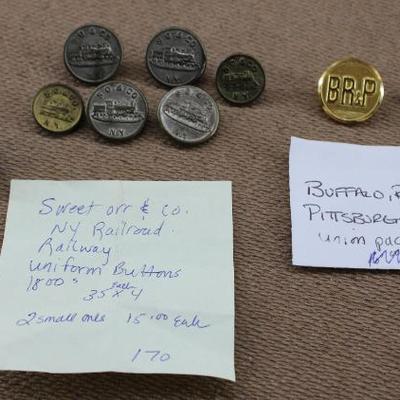 S.O.&CO.
N.Y.
BR&P
Sweet orr & Co.
NY Railroad
Railway
uniform Buttons
1800's
35 each x 4
2 small ones 15.00 Each
170
BUFFALO,
PITTSBURG
union pac